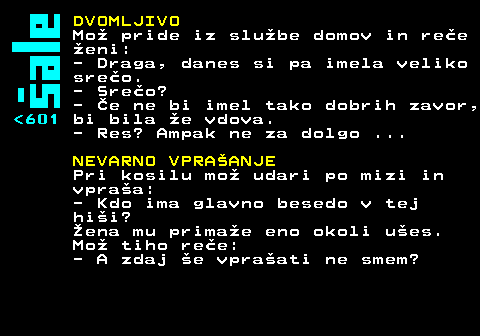 šale
<601
DVOMLJIVO
Mož pride iz službe domov in reče
ženi:
- Draga, danes si pa imela veliko
srečo.
- Srečo?
- Če ne bi imel tako dobrih zavor,
bi bila že vdova.
- Res? Ampak ne za dolgo ...
NEVARNO VPRAŠANJE
Pri kosilu mož udari po mizi in
vpraša:
- Kdo ima glavno besedo v tej
hiši?
Žena mu primaže eno okoli ušes.
Mož tiho reče:
- A zdaj še vprašati ne smem?